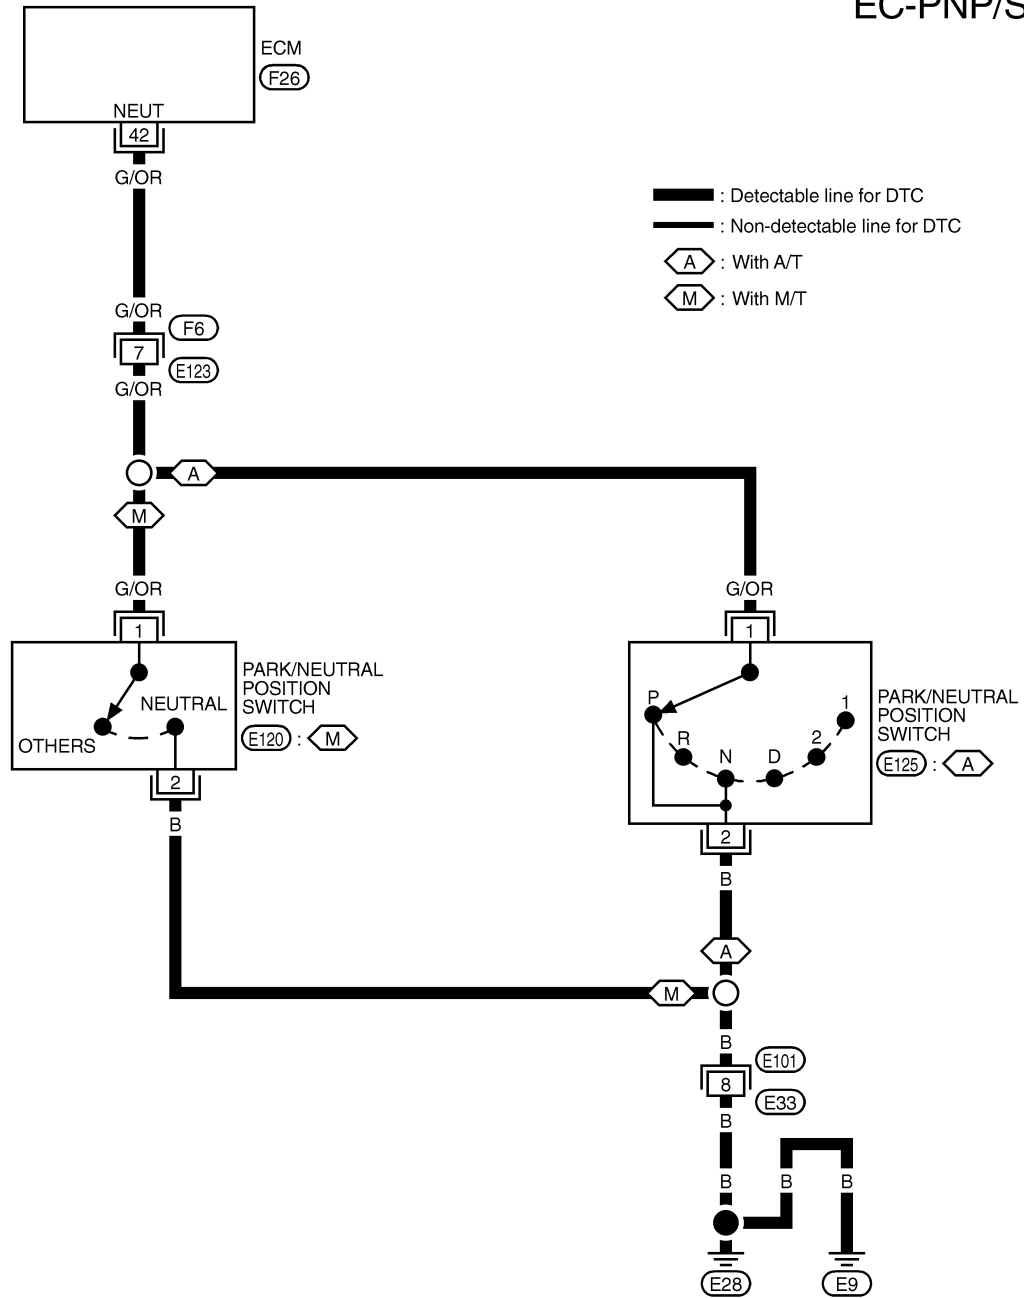 EC-PNP/S
ECM
F26
NEUT
42
G/OR
: Detectable line for DTC
: Non-detectable line for DTC
A : With A/T
M : With M/T
G/OR
F6
7
E123
G/OR
A
M
G/OR
G/OR
1
1
PARK/NEUTRAL
POSITION
SWITCH
E120 : M
NEUTRAL
OTHERS
2
B
P
R
N
D
2
1
PARK/NEUTRAL
POSITION
SWITCH
E125 : A
2
B
A
M
B
E101
8
E33
B
B
B
B
E28
E9